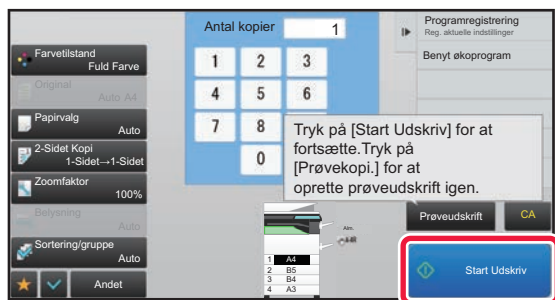 Antal kopier 1
Programregistrering
Reg. aktuelle indstillinger
Benyt økoprogram
Farvetilstand
Fuld Farve
Original
Auto A4
Papirvalg
Auto
2-Sidet Kopi
1-Sidet→1-Sidet
Zoomfaktor
100%
Belysning
Auto
Sortering/gruppe
Auto
Andet
1 2 3
4 5 6
7 8
0
Tryk på [Start Udskriv] for at
fortsætte.Tryk på
[Prøvekopi.] for at
oprette prøveudskrift igen.
Alm.
A4R
1 A4
2 B5
3 B4
4 A3
Prøveudskrift
CA
Start Udskriv